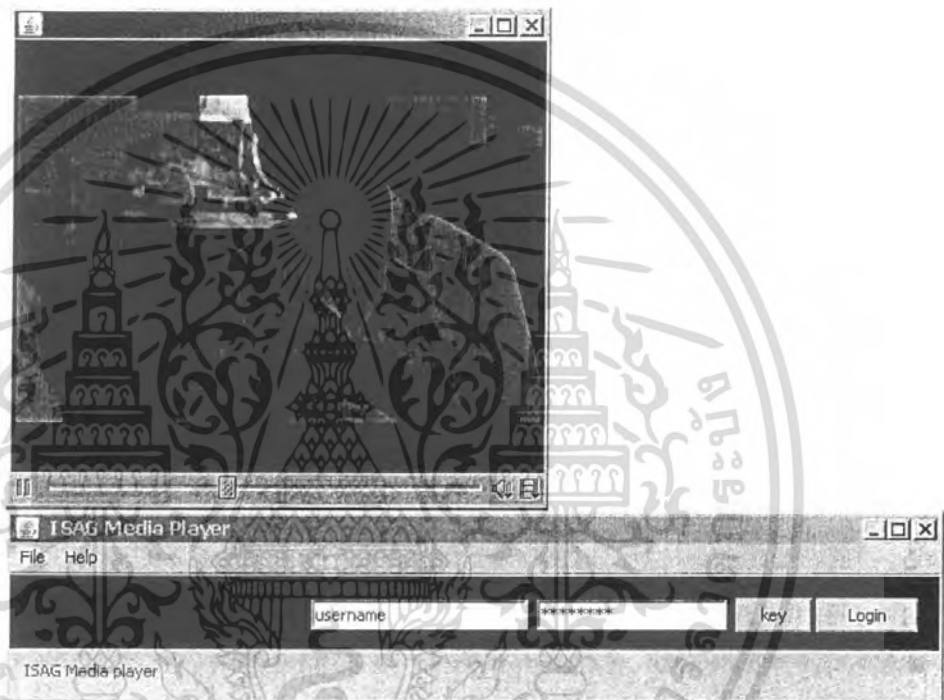 ISAG Media Player
File Help
username ******** key Login
ISAG Media player